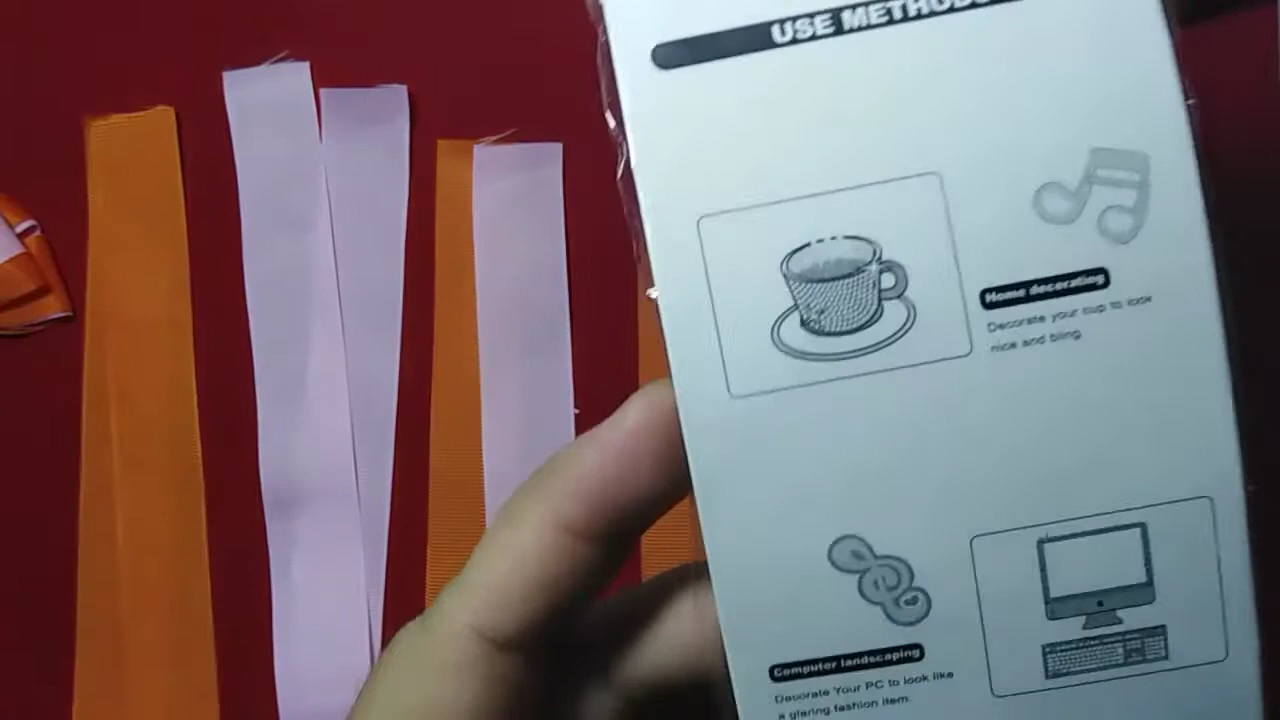 USE METHODS
Home decorating
Decorate your cup to look
nice and bling.
Computer landscaping
Decorate Your PC to look like
a glaring fashion item.